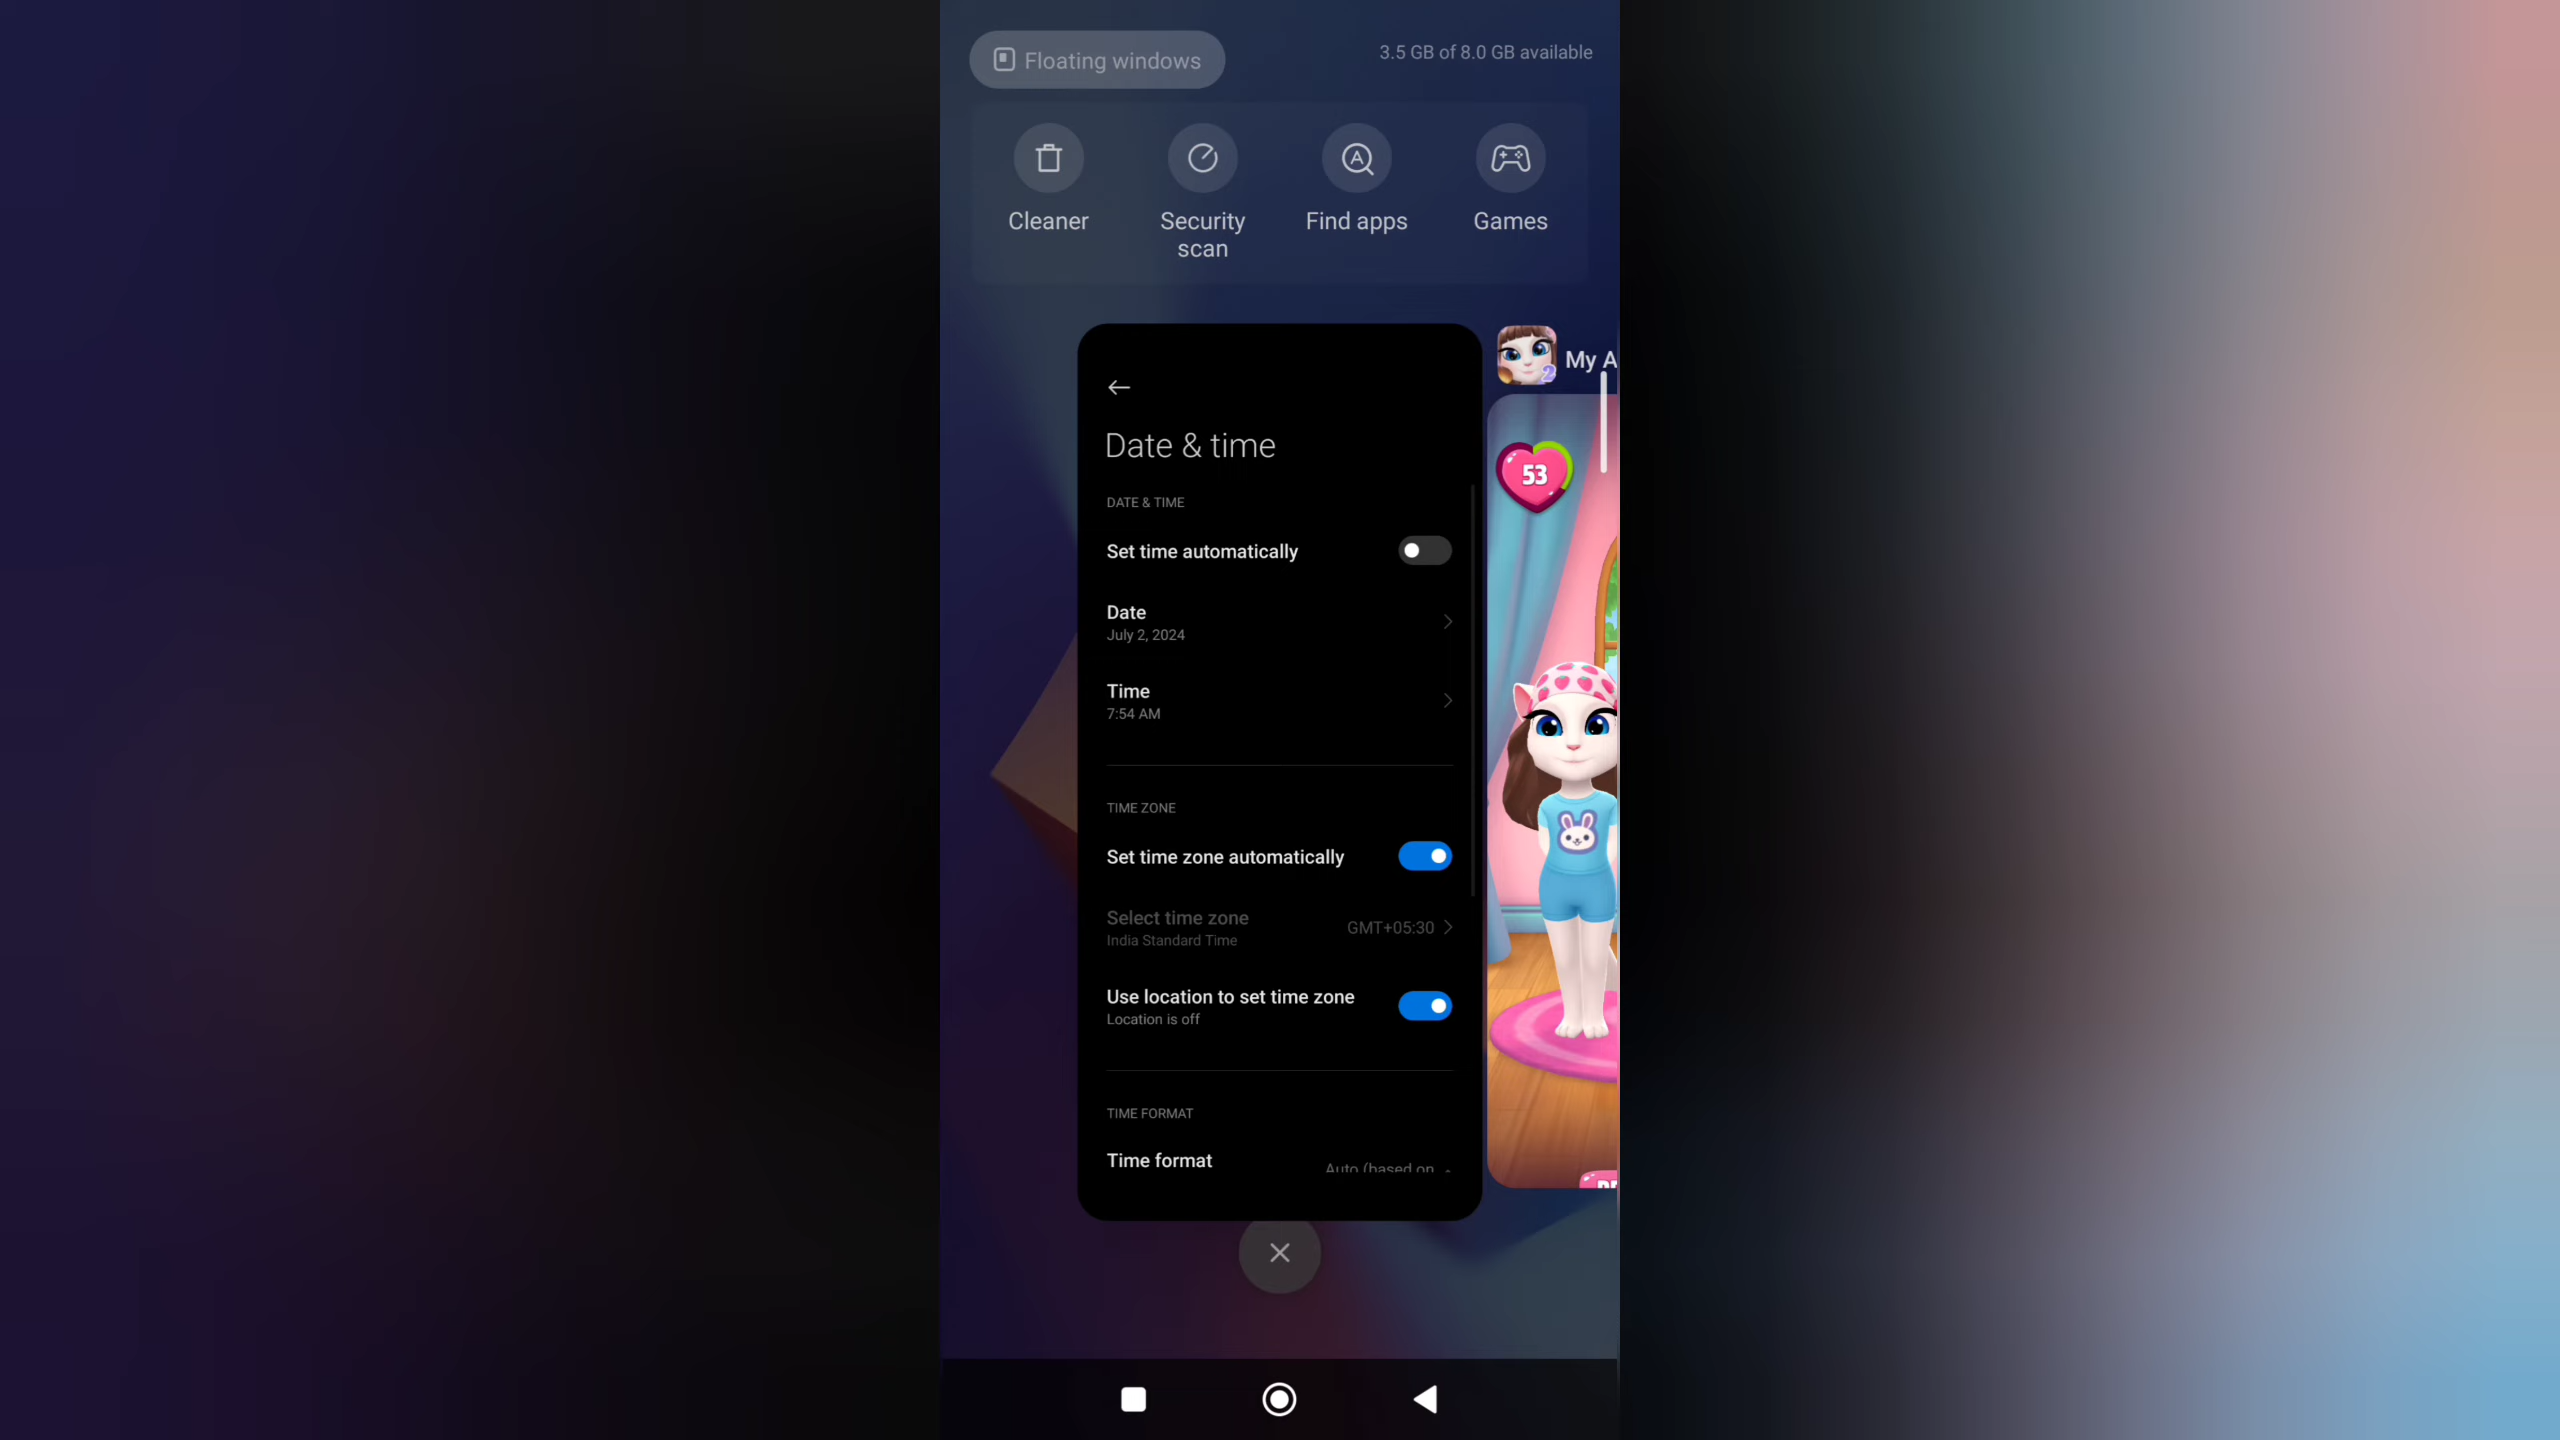 Floating windows
3.5 GB of 8.0 GB available
Cleaner
Security
scan
Find apps
Games
My A
53
Date & time
DATE & TIME
Set time automatically
Date
July 2, 2024
Time
7:54 AM
TIME ZONE
Set time zone automatically
Select time zone
India Standard Time
GMT+05:30
Use location to set time zone
Location is off
TIME FORMAT
Time format
Auto (based on